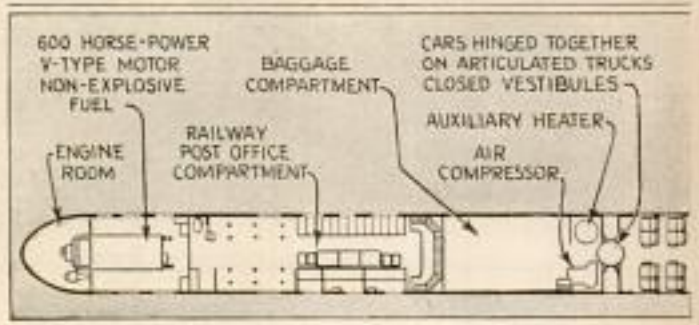 600 HORSE-POWER
V-TYPE MOTOR
NON-EXPLOSIVE
FUEL
ENGINE
ROOM
RAILWAY
POST OFFICE
COMPARTMENT
BAGGAGE
COMPARTMENT
CARS HINGED TOGETHER
ON ARTICULATED TRUCKS
CLOSED VESTIBULES
AUXILIARY HEATER
AIR
COMPRESSOR